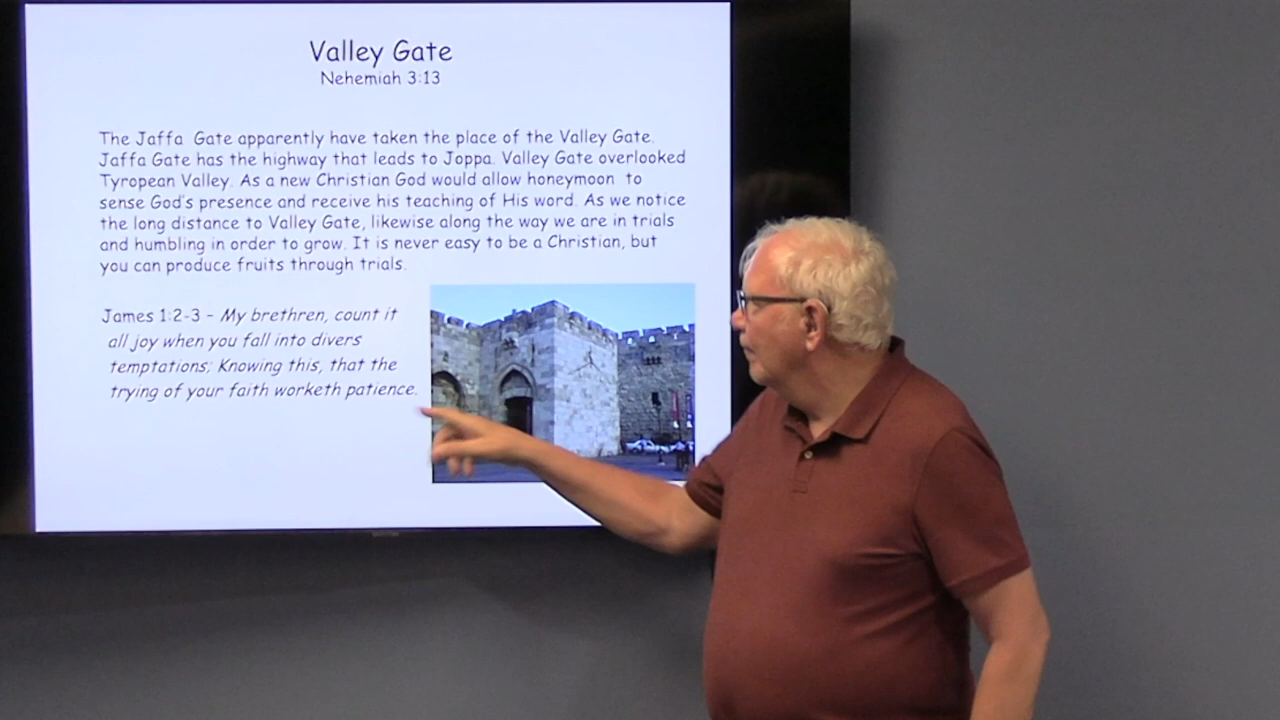 Valley Gate
Nehemiah 3:13
The Jaffa Gate apparently have taken the place of the Valley Gate.
Jaffa Gate has the highway that leads to Joppa. Valley Gate overlooked
Tyropean Valley. As a new Christian God would allow honeymoon to
sense God's presence and receive his teaching of His word. As we notice
the long distance to Valley Gate, likewise along the way we are in trials
and humbling in order to grow. It is never easy to be a Christian, but
you can produce fruits through trials.
James 1:2-3 - My brethren, count it
all joy when you fall into divers
temptations; Knowing this, that the
trying of your faith worketh patience.